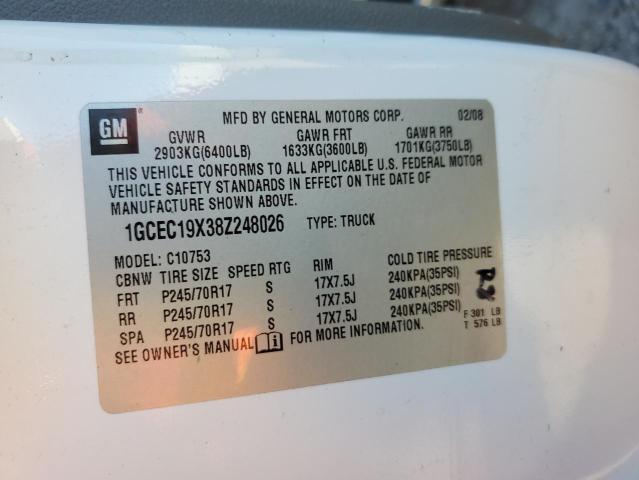 GM ® MFD BY GENERAL MOTORS CORP. 02/08
GVWR GAWR FRT GAWR RR
2903KG(6400LB) 1633KG(3600LB) 1701KG(3750LB)
THIS VEHICLE CONFORMS TO ALL APPLICABLE U.S. FEDERAL MOTOR
VEHICLE SAFETY STANDARDS IN EFFECT ON THE DATE OF
MANUFACTURE SHOWN ABOVE.
1GCEC19X38Z248026 TYPE: TRUCK
MODEL: C10753
CBNW TIRE SIZE SPEED RTG RIM COLD TIRE PRESSURE
FRT P245/70R17 S 17X7.5J 240KPA(35PSI)
RR P245/70R17 S 17X7.5J 240KPA(35PSI)
SPA P245/70R17 S 17X7.5J 240KPA(35PSI) F 301 LB
SEE OWNER'S MANUAL i FOR MORE INFORMATION. T 576 LB